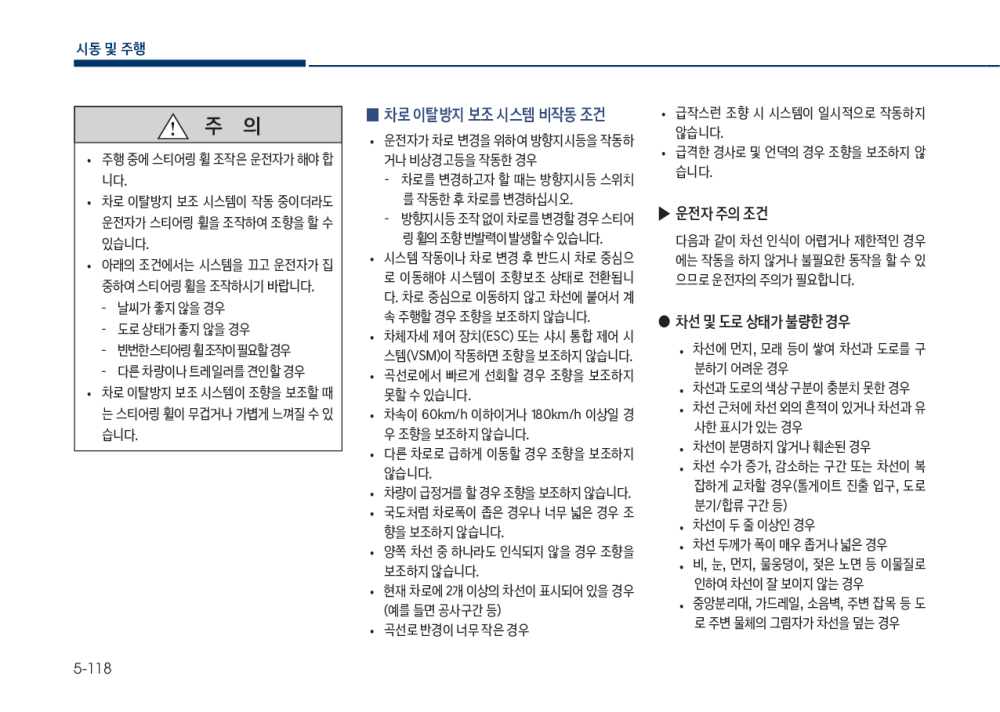 시동 및 주행
주 의
• 주행 중에 스티어링 휠 조작은 운전자가 해야 합
니다.
• 차로 이탈방지 보조 시스템이 작동 중이더라도
운전자가 스티어링 휠을 조작하여 조향을 할 수
있습니다.
• 아래의 조건에서는 시스템을 끄고 운전자가 집
중하여 스티어링 휠을 조작하시기 바랍니다.
- 날씨가 좋지 않을 경우
- 도로 상태가 좋지 않을 경우
- 빈번한 스티어링 휠 조작이 필요할 경우
- 다른 차량이나 트레일러를 견인할 경우
• 차로 이탈방지 보조 시스템이 조향을 보조할 때
는 스티어링 휠이 무겁거나 가볍게 느껴질 수 있
습니다.
■ 차로 이탈방지 보조 시스템 비작동 조건
• 운전자가 차로 변경을 위하여 방향지시등을 작동하
거나 비상경고등을 작동한 경우
- 차로를 변경하고자 할 때는 방향지시등 스위치
를 작동한 후 차로를 변경하십시오.
- 방향지시등 조작 없이 차로를 변경할 경우 스티어
링 휠의 조향 반발력이 발생할 수 있습니다.
• 시스템 작동이나 차로 변경 후 반드시 차로 중심으
로 이동해야 시스템이 조향보조 상태로 전환됩니
다. 차로 중심으로 이동하지 않고 차선에 붙어서 계
속 주행할 경우 조향을 보조하지 않습니다.
• 차체자세 제어 장치(ESC) 또는 샤시 통합 제어 시
스템(VSM)이 작동하면 조향을 보조하지 않습니다.
• 곡선로에서 빠르게 선회할 경우 조향을 보조하지
못할 수 있습니다.
• 차속이 60km/h 이하이거나 180km/h 이상일 경
우 조향을 보조하지 않습니다.
• 다른 차로로 급하게 이동할 경우 조향을 보조하지
않습니다.
• 차량이 급정거를 할 경우 조향을 보조하지 않습니다.
• 국도처럼 차로폭이 좁은 경우나 너무 넓은 경우 조
향을 보조하지 않습니다.
• 양쪽 차선 중 하나라도 인식되지 않을 경우 조향을
보조하지 않습니다.
• 현재 차로에 2개 이상의 차선이 표시되어 있을 경우
(예를 들면 공사구간 등)
• 곡선로 반경이 너무 작은 경우
• 급작스런 조향 시 시스템이 일시적으로 작동하지
않습니다.
• 급격한 경사로 및 언덕의 경우 조향을 보조하지 않
습니다.
▶ 운전자 주의 조건
다음과 같이 차선 인식이 어렵거나 제한적인 경우
에는 작동을 하지 않거나 불필요한 동작을 할 수 있
으므로 운전자의 주의가 필요합니다.
● 차선 및 도로 상태가 불량한 경우
• 차선에 먼지, 모래 등이 쌓여 차선과 도로를 구
분하기 어려운 경우
• 차선과 도로의 색상 구분이 충분치 못한 경우
• 차선 근처에 차선 외의 흔적이 있거나 차선과 유
사한 표시가 있는 경우
• 차선이 분명하지 않거나 훼손된 경우
• 차선 수가 증가, 감소하는 구간 또는 차선이 복
잡하게 교차할 경우(톨게이트 진출 입구, 도로
분기/합류 구간 등)
• 차선이 두 줄 이상인 경우
• 차선 두께가 폭이 매우 좁거나 넓은 경우
• 비, 눈, 먼지, 물웅덩이, 젖은 노면 등 이물질로
인하여 차선이 잘 보이지 않는 경우
• 중앙분리대, 가드레일, 소음벽, 주변 잡목 등 도
로 주변 물체의 그림자가 차선을 덮는 경우
5-118